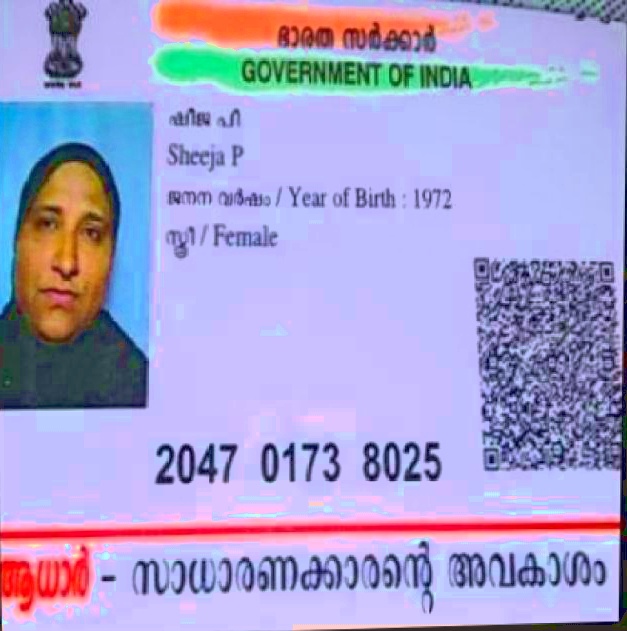 ഭാരത സർക്കാർ
GOVERNMENT OF INDIA
ഷീജ പി
Sheeja P
ജനന വർഷം / Year of Birth : 1972
സ്ത്രീ / Female
2047 0173 8025
ആധാർ - സാധാരണക്കാരന്റെ അവകാശം